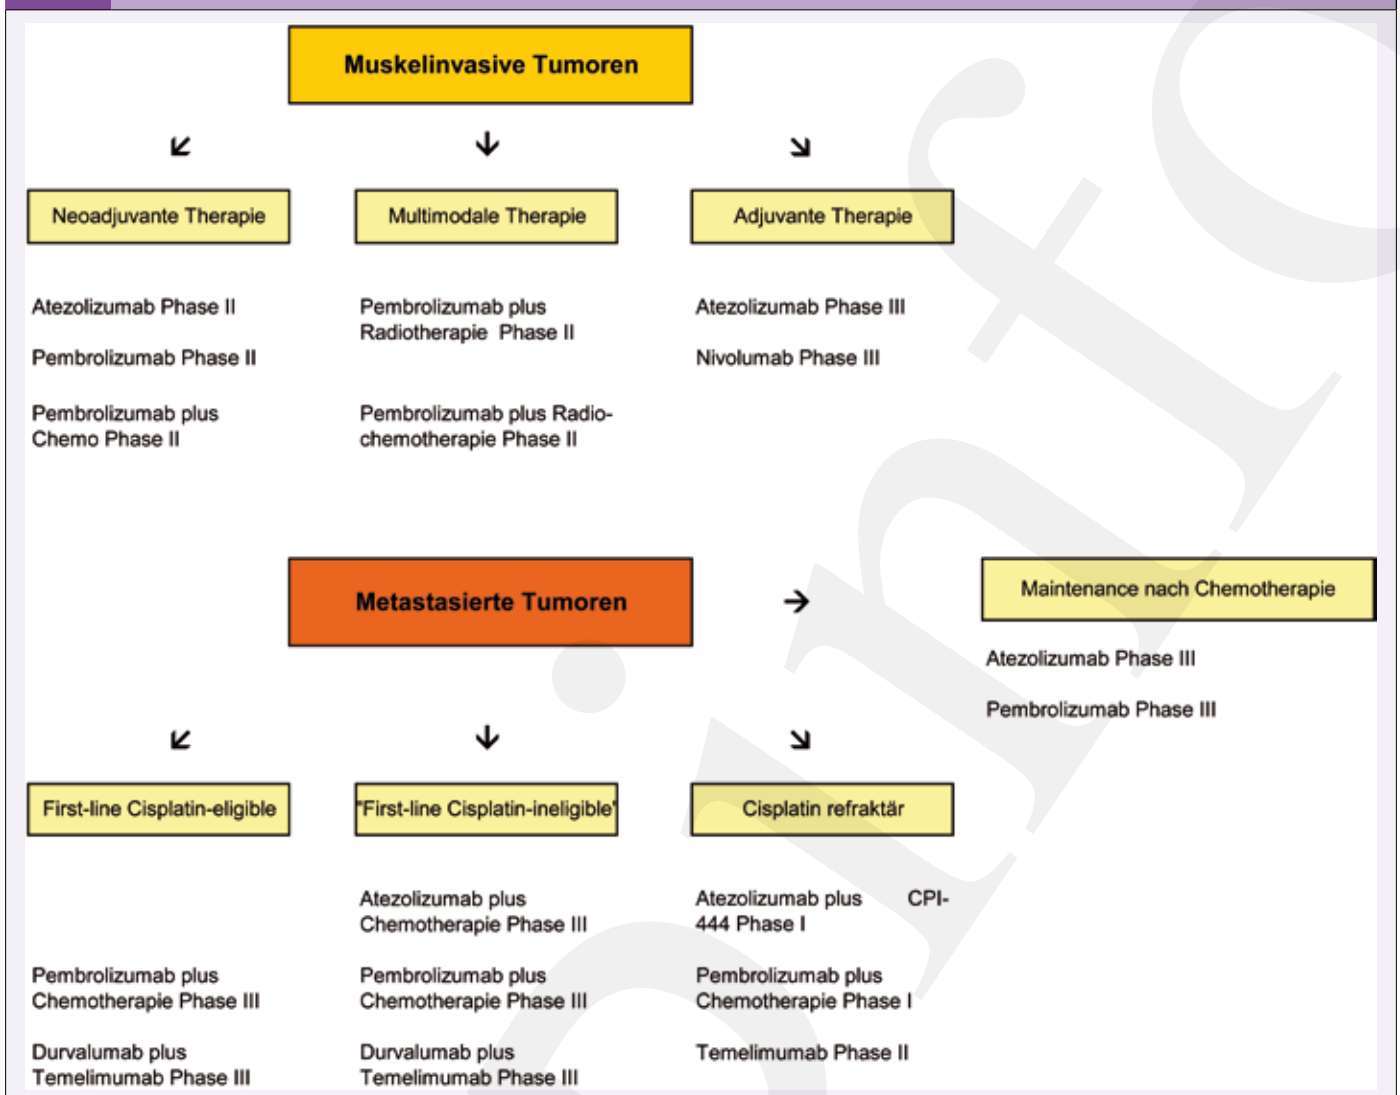 Muskelinvasive Tumoren
Neoadjuvante Therapie
Atezolizumab Phase II
Pembrolizumab Phase II
Pembrolizumab plus
Chemo Phase II
Multimodale Therapie
Pembrolizumab plus
Radiotherapie Phase II
Pembrolizumab plus Radio-
chemotherapie Phase II
Adjuvante Therapie
Atezolizumab Phase III
Nivolumab Phase III
Metastasierte Tumoren
Maintenance nach Chemotherapie
Atezolizumab Phase III
Pembrolizumab Phase III
First-line Cisplatin-eligible
Pembrolizumab plus
Chemotherapie Phase III
Durvalumab plus
Temelimumab Phase III
"First-line Cisplatin-ineligible"
Atezolizumab plus
Chemotherapie Phase III
Pembrolizumab plus
Chemotherapie Phase III
Durvalumab plus
Temelimumab Phase III
Cisplatin refraktär
Atezolizumab plus CPI-
444 Phase I
Pembrolizumab plus
Chemotherapie Phase I
Temelimumab Phase II